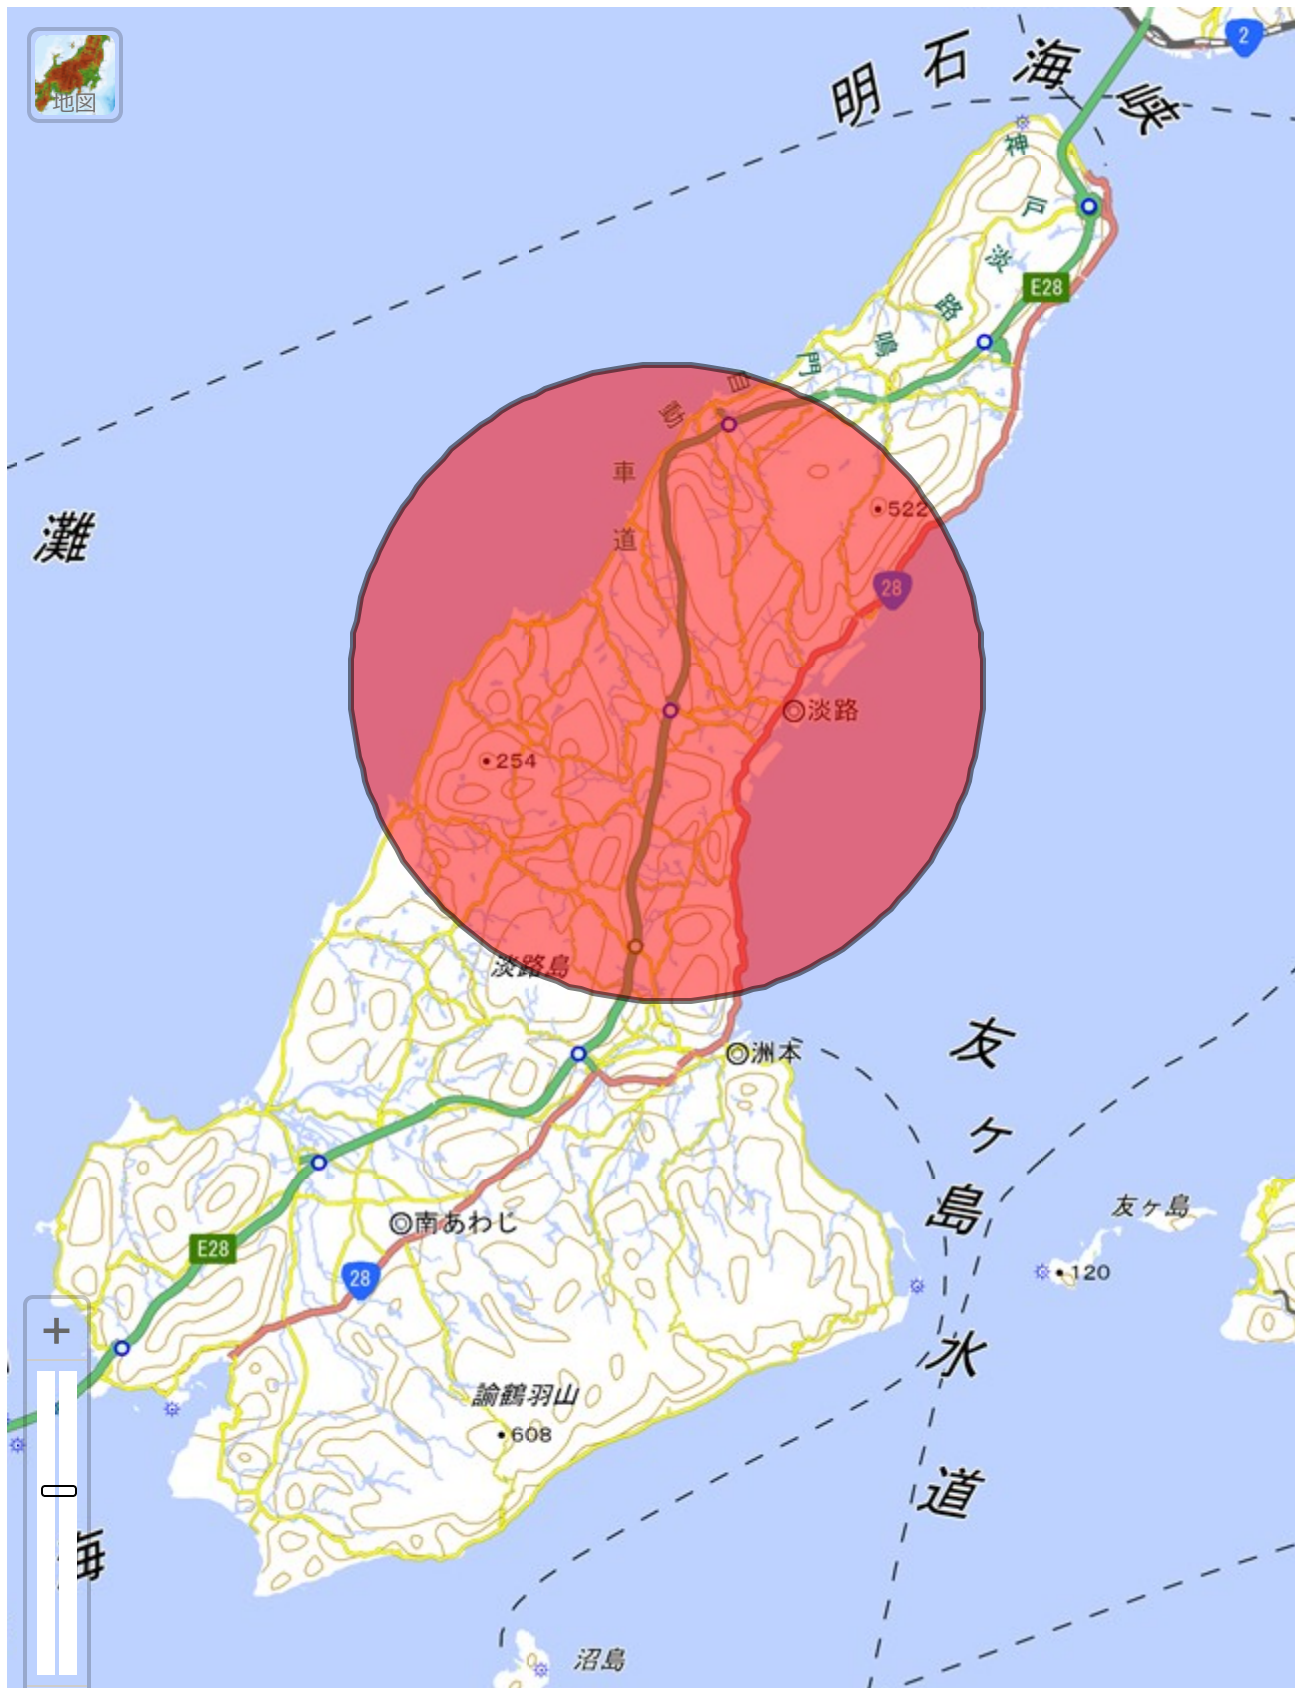 地図
2
明石海峡
神戸淡路鳴門自動車道
E28
灘
522
28
淡路
254
淡路島
洲本
友ヶ島水道
友ヶ島
120
南あわじ
E28
28
諭鶴羽山
608
海
沼島
+